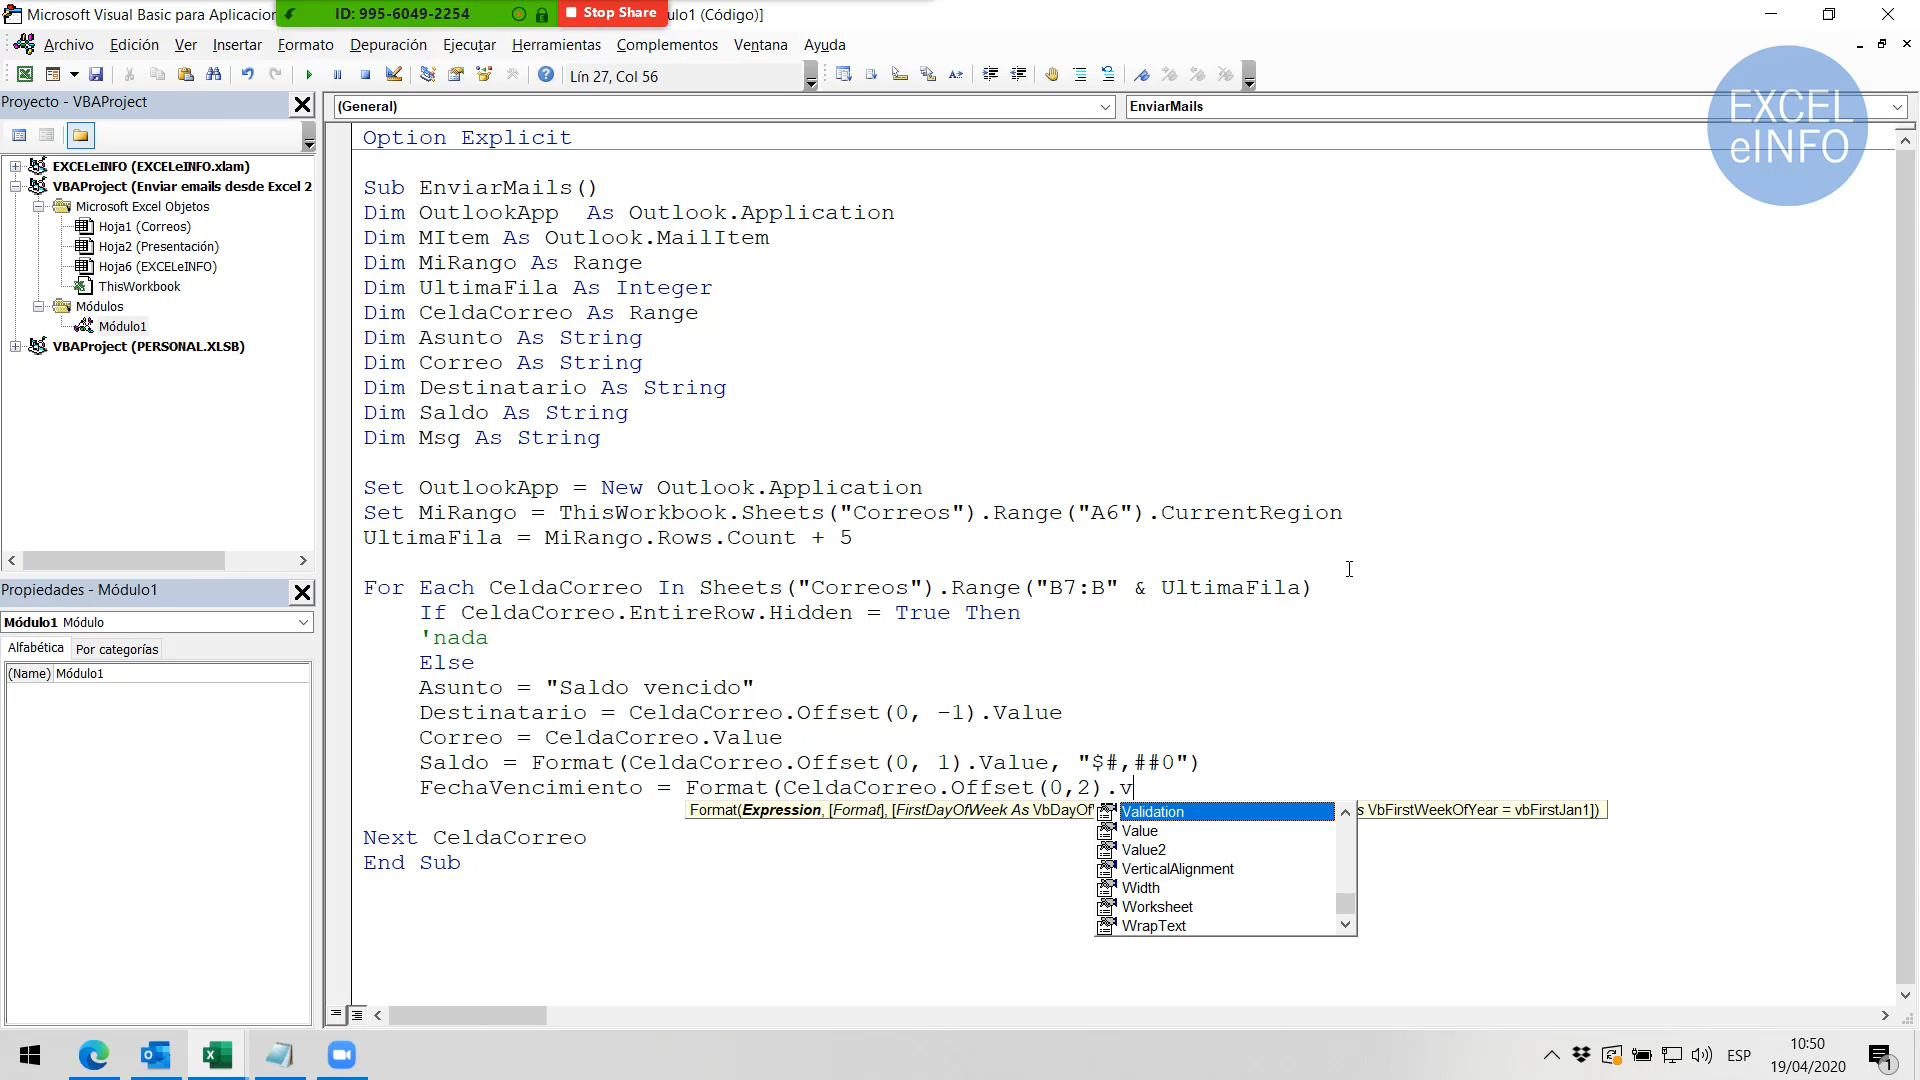 Microsoft Visual Basic para Aplicacion
ID: 995-6049-2254
Stop Share
ulo1 (Código)]
Archivo Edición Ver Insertar Formato Depuración Ejecutar Herramientas Complementos Ventana Ayuda
Lín 27, Col 56
Proyecto - VBAProject
(General)
EnviarMails
EXCEL
eINFO
EXCELeINFO (EXCELeINFO.xlam)
VBAProject (Enviar emails desde Excel 2
Microsoft Excel Objetos
Hoja1 (Correos)
Hoja2 (Presentación)
Hoja6 (EXCELeINFO)
ThisWorkbook
Módulos
Módulo1
VBAProject (PERSONAL.XLSB)
Propiedades - Módulo1
Módulo1 Módulo
Alfabética Por categorías
(Name) Módulo1
Option Explicit
Sub EnviarMails()
Dim OutlookApp  As Outlook.Application
Dim MItem As Outlook.MailItem
Dim MiRango As Range
Dim UltimaFila As Integer
Dim CeldaCorreo As Range
Dim Asunto As String
Dim Correo As String
Dim Destinatario As String
Dim Saldo As String
Dim Msg As String
Set OutlookApp = New Outlook.Application
Set MiRango = ThisWorkbook.Sheets("Correos").Range("A6").CurrentRegion
UltimaFila = MiRango.Rows.Count + 5
For Each CeldaCorreo In Sheets("Correos").Range("B7:B" & UltimaFila)
If CeldaCorreo.EntireRow.Hidden = True Then
'nada
Else
Asunto = "Saldo vencido"
Destinatario = CeldaCorreo.Offset(0, -1).Value
Correo = CeldaCorreo.Value
Saldo = Format(CeldaCorreo.Offset(0, 1).Value, "$#,##0")
FechaVencimiento = Format(CeldaCorreo.Offset(0,2).v
Format(Expression, [Format], [FirstDayOfWeek As VbDayOf
s VbFirstWeekOfYear = vbFirstJan1])
Validation
Value
Value2
VerticalAlignment
Width
Worksheet
WrapText
Next CeldaCorreo
End Sub
ESP
10:50
19/04/2020
1